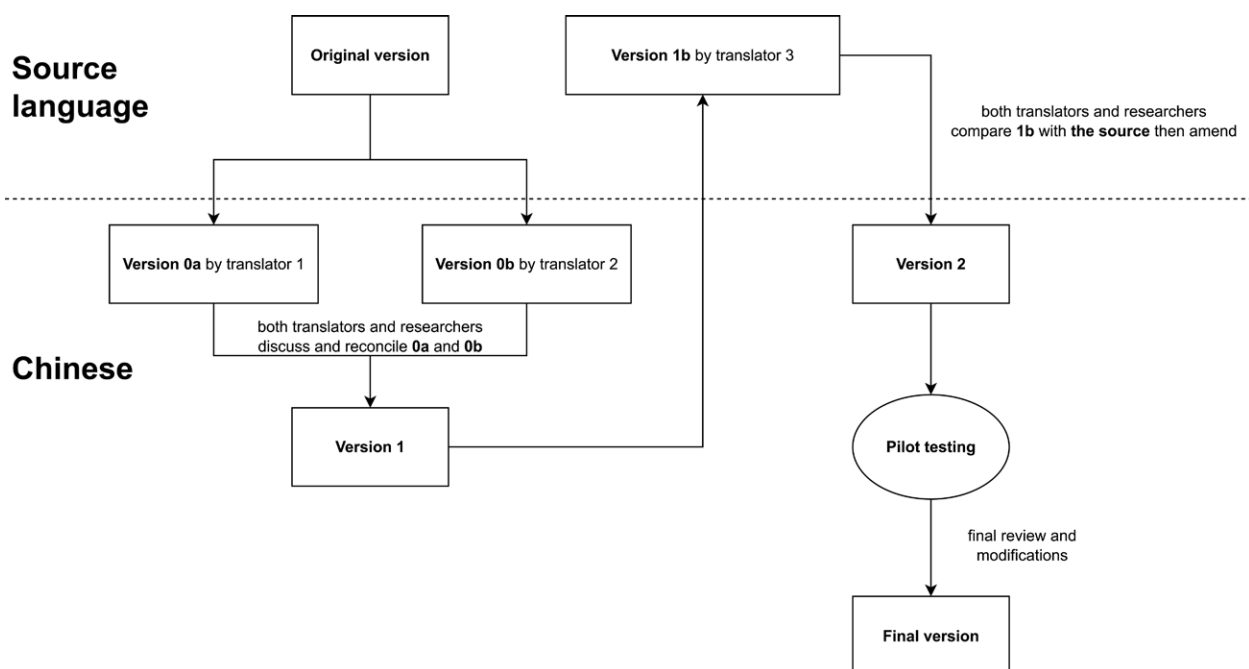 Source
language
Original version
Version 1b by translator 3
both translators and researchers
compare 1b with the source then amend
Chinese
Version 0a by translator 1
Version 0b by translator 2
both translators and researchers
discuss and reconcile 0a and 0b
Version 1
Version 2
Pilot testing
final review and
modifications
Final version